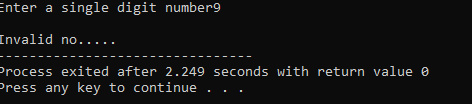 Enter a single digit number9
Invalid no.....
--------------------------------
Process exited after 2.249 seconds with return value 0
Press any key to continue . . .